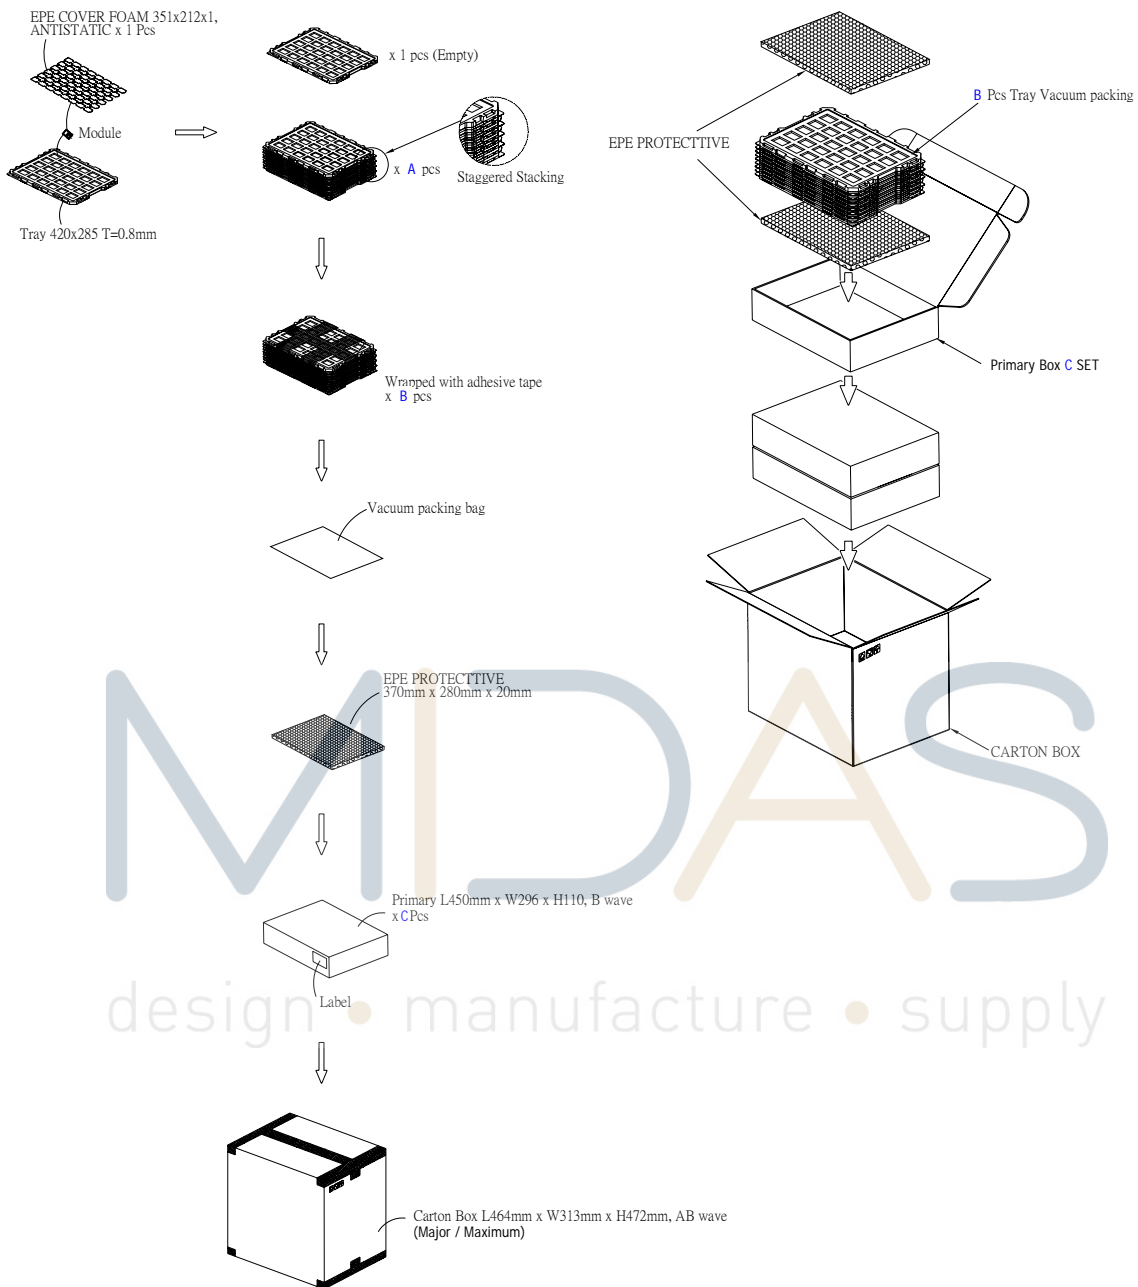 EPE COVER FOAM 351x212x1,
ANTISTATIC x 1 Pcs
Module
Tray 420x285 T=0.8mm
x 1 pcs (Empty)
x A pcs
Staggered Stacking
Wrapped with adhesive tape
x B pcs
Vacuum packing bag
EPE PROTECTTIVE
370mm x 280mm x 20mm
Primary L450mm x W296 x H110, B wave
x C Pcs
Label
Carton Box L464mm x W313mm x H472mm, AB wave
(Major / Maximum)
B Pcs Tray Vacuum packing
EPE PROTECTTIVE
Primary Box C SET
CARTON BOX
MIDAS
design • manufacture • supply